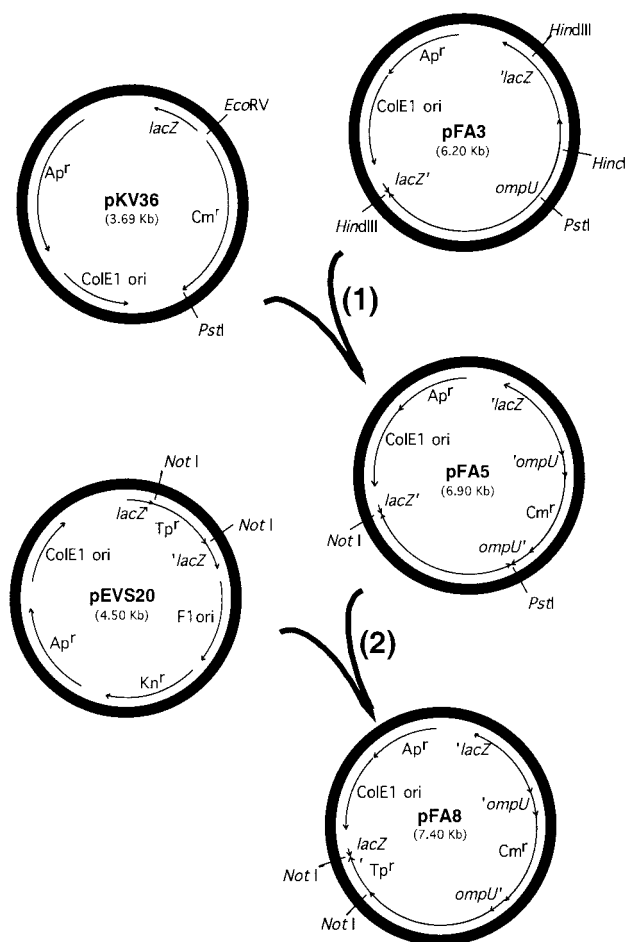 EcoRV
lacZ
Apʳ
pKV36
(3.69 Kb)
Cmʳ
ColE1 ori
PstI
HindIII
Apʳ
'lacZ
ColE1 ori
pFA3
(6.20 Kb)
HincI
lacZ'
ompU
HindIII
PstI
(1)
Apʳ
'lacZ
ColE1 ori
pFA5
(6.90 Kb)
'ompU
lacZ'
Cmʳ
Not I
ompU'
PstI
Not I
lacZ'
Tpʳ
Not I
'lacZ
ColE1 ori
pEVS20
(4.50 Kb)
F1ori
Apʳ
Knʳ
(2)
Apʳ
'lacZ
ColE1 ori
pFA8
(7.40 Kb)
'ompU
lacZ
'
Cmʳ
Not I
Tpʳ
ompU'
Not I